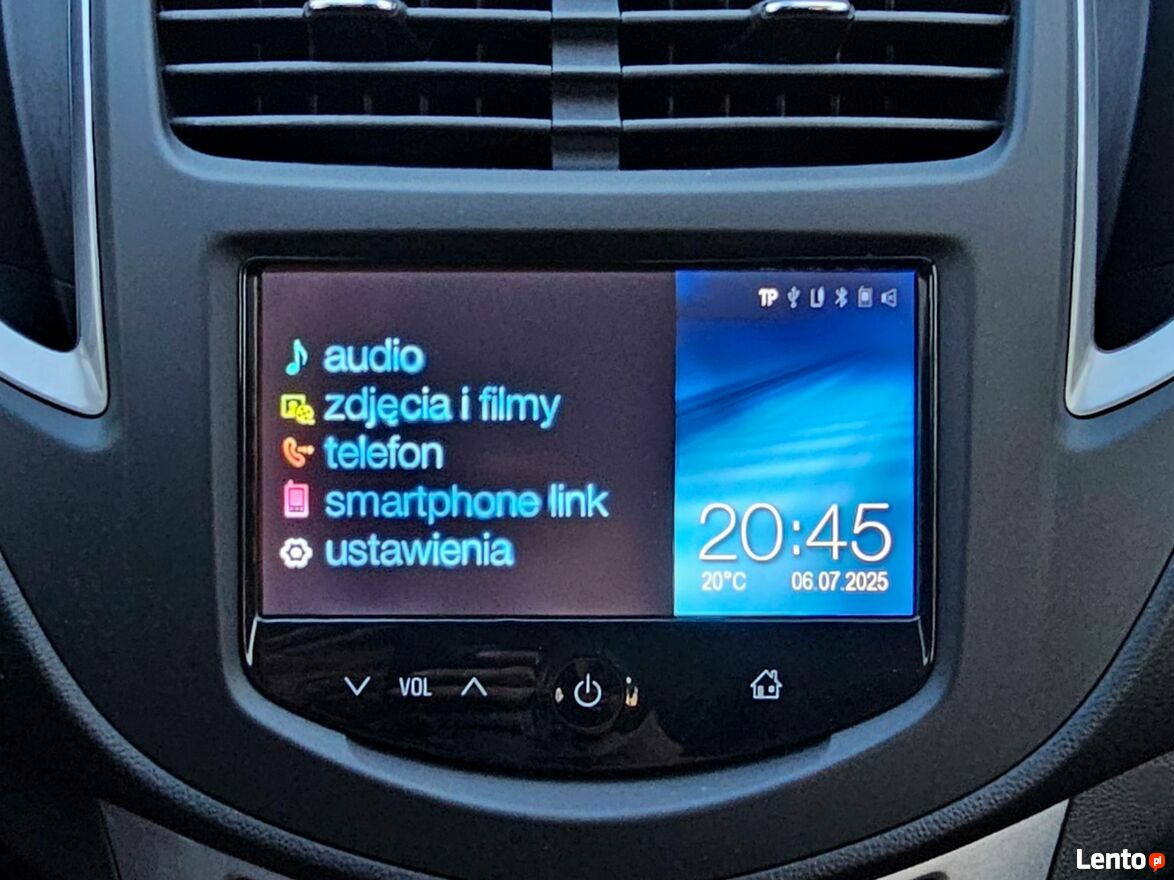 TP
audio
zdjęcia i filmy
telefon
smartphone link
ustawienia
20:45
20°C 06.07.2025
VOL
Lento pl